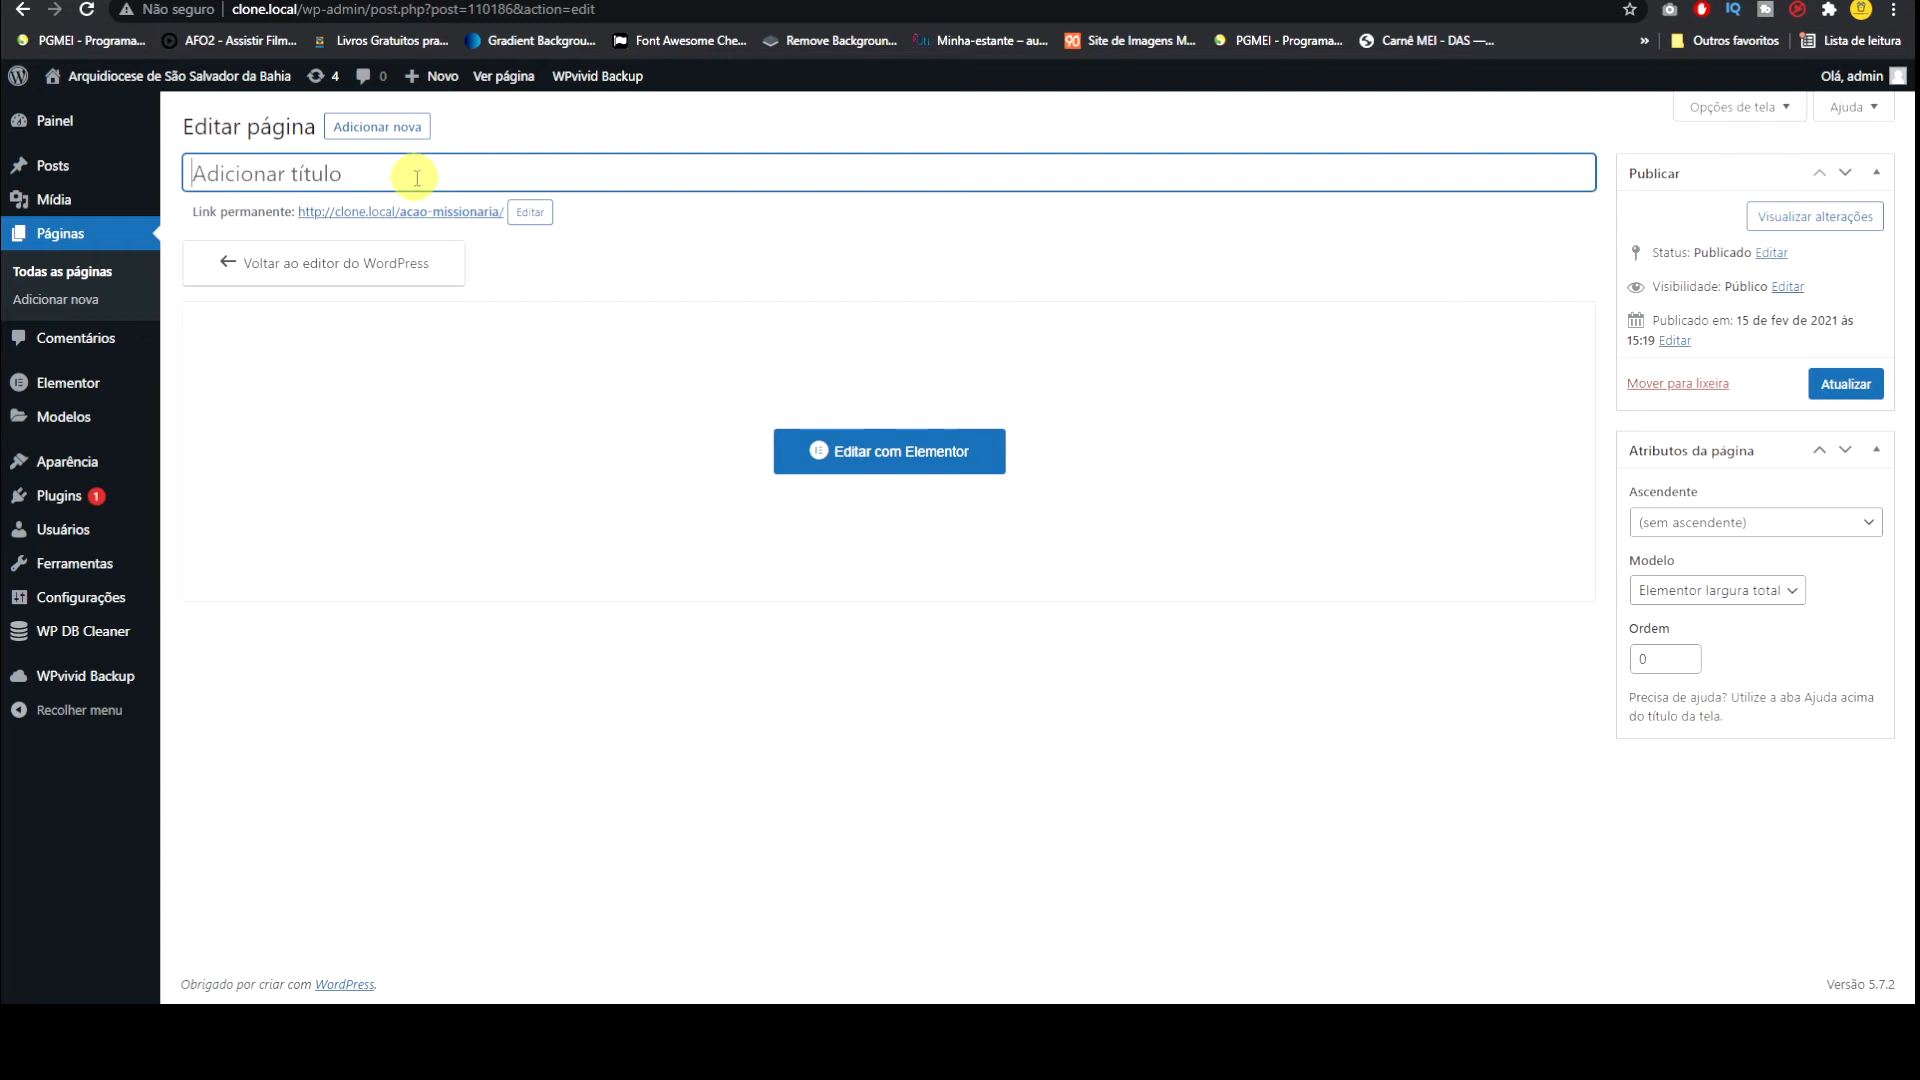 Não seguro
clone.local/wp-admin/post.php?post=110186&action=edit
PGMEI - Programa...
AFO2 - Assistir Film...
Livros Gratuitos pra...
Gradient Backgrou...
Font Awesome Che...
Remove Backgroun...
Minha-estante – au...
90
Site de Imagens M...
PGMEI - Programa...
Carnê MEI - DAS —...
»
Outros favoritos
Lista de leitura
Arquidiocese de São Salvador da Bahia
4
0
Novo
Ver página
WPvivid Backup
Olá, admin
Painel
Posts
Mídia
Páginas
Todas as páginas
Adicionar nova
Comentários
Elementor
Modelos
Aparência
Plugins 1
Usuários
Ferramentas
Configurações
WP DB Cleaner
WPvivid Backup
Recolher menu
Opções de tela
Ajuda
Editar página
Adicionar nova
Adicionar título
Link permanente: http://clone.local/acao-missionaria/ Editar
Voltar ao editor do WordPress
Editar com Elementor
Publicar
Visualizar alterações
Status: Publicado Editar
Visibilidade: Público Editar
Publicado em: 15 de fev de 2021 às
15:19 Editar
Mover para lixeira
Atualizar
Atributos da página
Ascendente
(sem ascendente)
Modelo
Elementor largura total
Ordem
0
Precisa de ajuda? Utilize a aba Ajuda acima
do título da tela.
Obrigado por criar com WordPress.
Versão 5.7.2